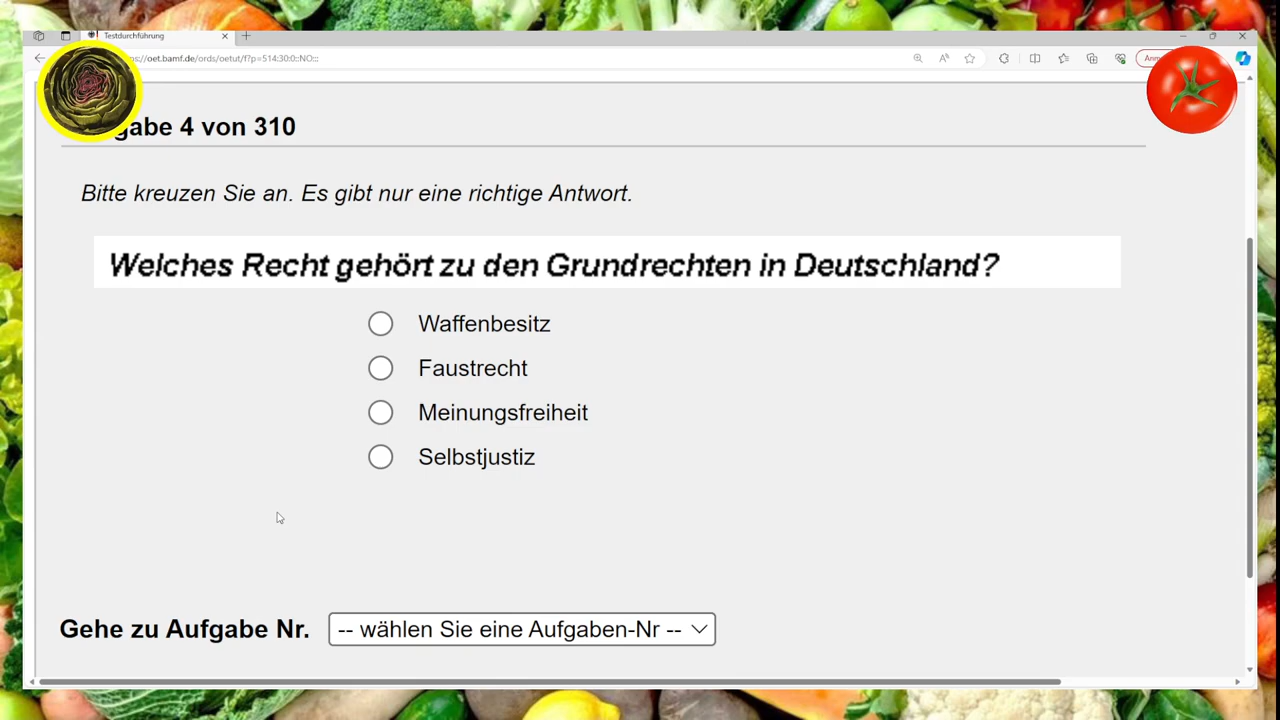 Testdurchführung
oet.bamf.de/ords/oetut/f?p=514:30:0::NO:::
gabe 4 von 310
Bitte kreuzen Sie an. Es gibt nur eine richtige Antwort.
Welches Recht gehört zu den Grundrechten in Deutschland?
Waffenbesitz
Faustrecht
Meinungsfreiheit
Selbstjustiz
Gehe zu Aufgabe Nr.
-- wählen Sie eine Aufgaben-Nr --